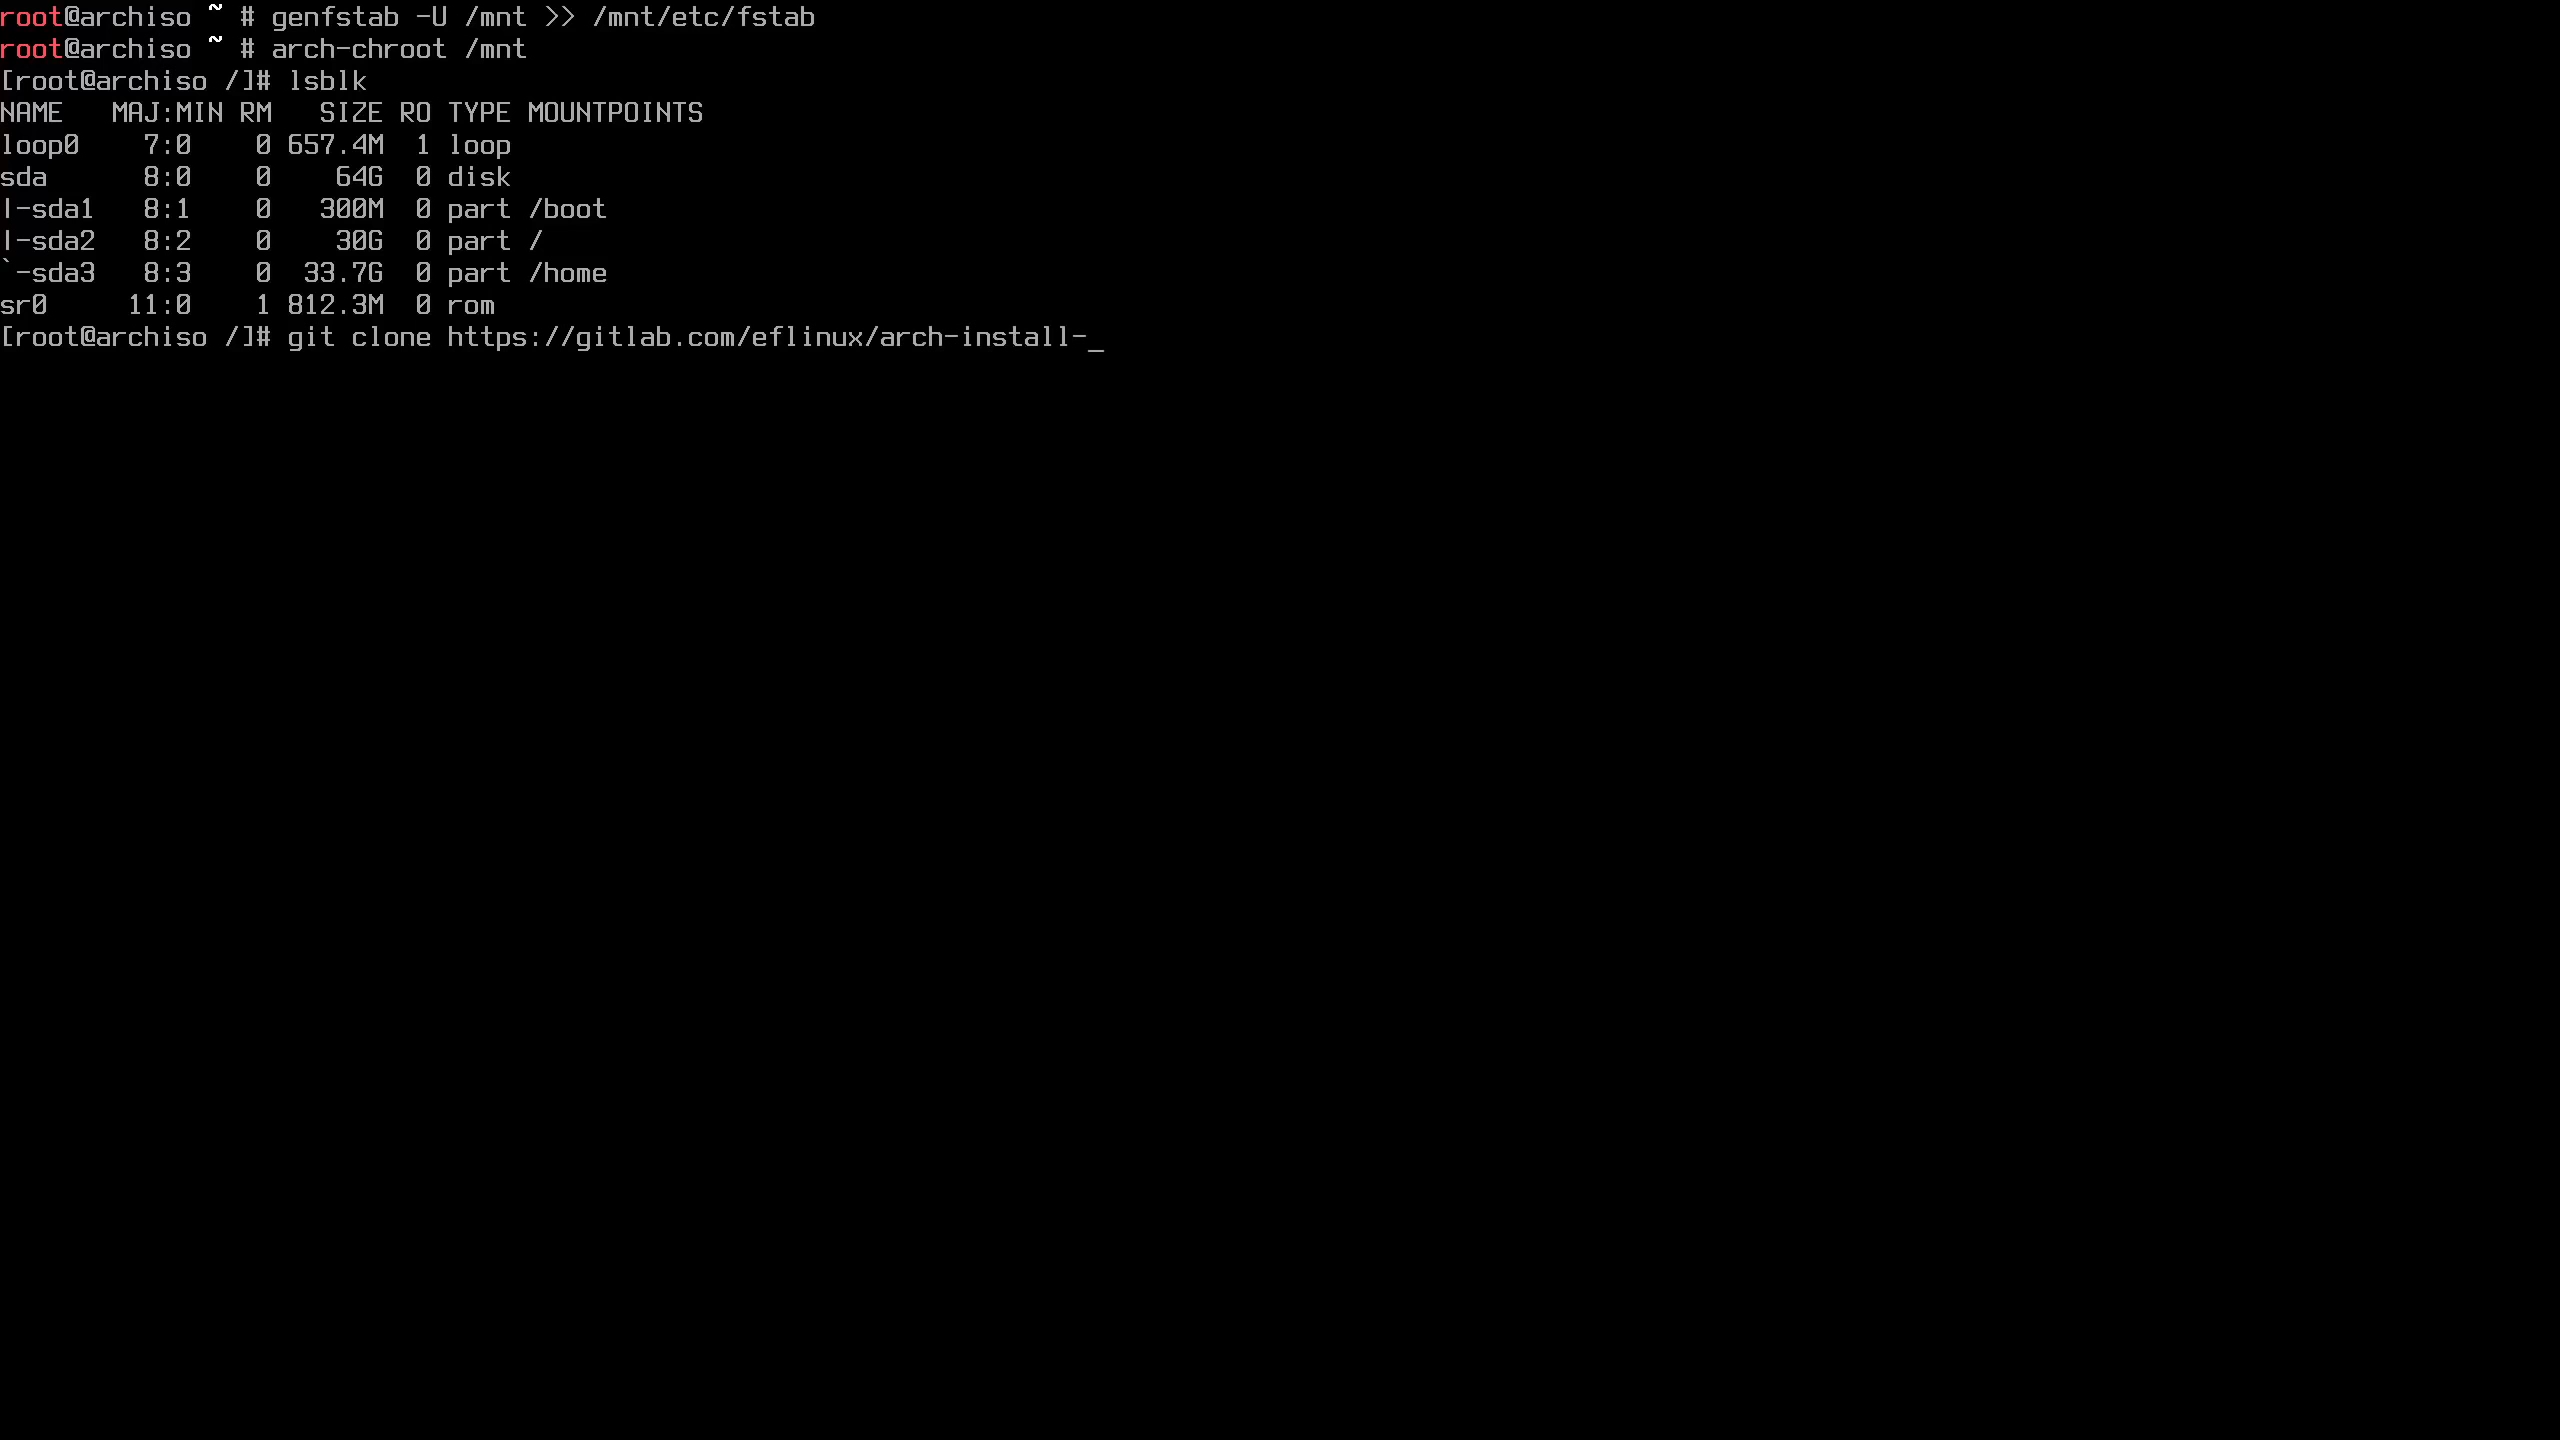 root@archiso ~ # genfstab -U /mnt >> /mnt/etc/fstab
root@archiso ~ # arch-chroot /mnt
[root@archiso /]# lsblk
NAME   MAJ:MIN RM   SIZE RO TYPE MOUNTPOINTS
loop0    7:0    0 657.4M  1 loop
sda      8:0    0    64G  0 disk
|-sda1   8:1    0   300M  0 part /boot
|-sda2   8:2    0    30G  0 part /
`-sda3   8:3    0  33.7G  0 part /home
sr0     11:0    1 812.3M  0 rom
[root@archiso /]# git clone https://gitlab.com/eflinux/arch-install-_